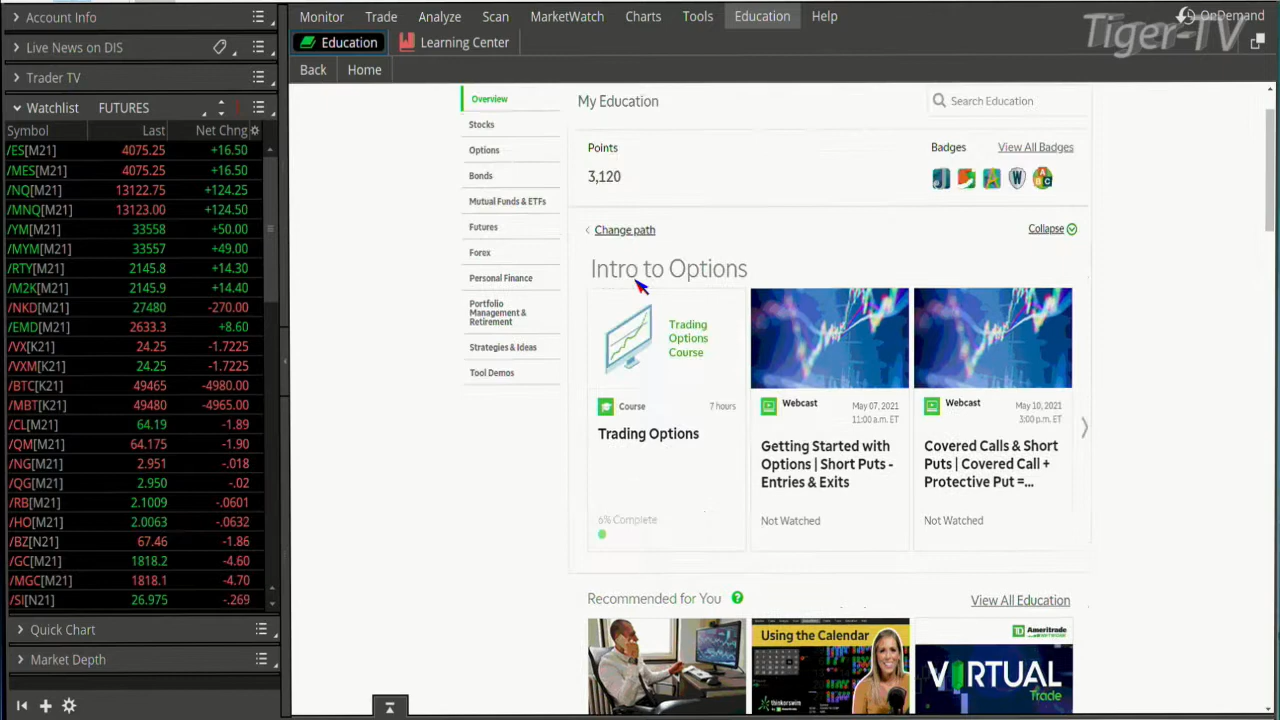 Account Info
Live News on DIS
Trader TV
Watchlist FUTURES
Symbol Last Net Chng
/ES[M21] 4075.25 +16.50
/MES[M21] 4075.25 +16.50
/NQ[M21] 13122.75 +124.25
/MNQ[M21] 13123.00 +124.50
/YM[M21] 33558 +50.00
/MYM[M21] 33557 +49.00
/RTY[M21] 2145.8 +14.30
/M2K[M21] 2145.9 +14.40
/NKD[M21] 27480 -270.00
/EMD[M21] 2633.3 +8.60
/VX[K21] 24.25 -1.7225
/VXM[K21] 24.25 -1.7225
/BTC[K21] 49465 -4980.00
/MBT[K21] 49480 -4965.00
/CL[M21] 64.19 -1.89
/QM[M21] 64.175 -1.90
/NG[M21] 2.951 -.018
/QG[M21] 2.950 -.02
/RB[M21] 2.1009 -.0601
/HO[M21] 2.0063 -.0632
/BZ[N21] 67.46 -1.86
/GC[M21] 1818.2 -4.60
/MGC[M21] 1818.1 -4.70
/SI[N21] 26.975 -.269
Quick Chart
Market Depth
Monitor Trade Analyze Scan MarketWatch Charts Tools Education Help
OnDemand
Tiger-TV
Education Learning Center
Back Home
Overview
Stocks
Options
Bonds
Mutual Funds & ETFs
Futures
Forex
Personal Finance
Portfolio
Management &
Retirement
Strategies & Ideas
Tool Demos
My Education
Search Education
Points
3,120
Badges View All Badges
W
A
B C
Change path
Collapse
Intro to Options
Trading
Options
Course
Course 7 hours
Trading Options
6% Complete
Webcast May 07, 2021
11:00 a.m. ET
Getting Started with
Options | Short Puts -
Entries & Exits
Not Watched
Webcast May 10, 2021
3:00 p.m. ET
Covered Calls & Short
Puts | Covered Call +
Protective Put =...
Not Watched
Recommended for You ?
View All Education
Using the Calendar
thinkorswim
TD Ameritrade
VIRTUAL
Trade